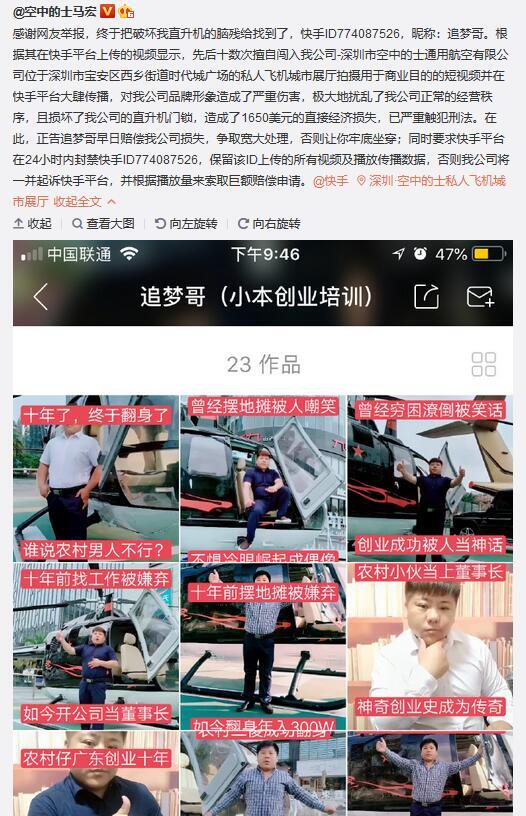 @空中的士马宏
感谢网友举报，终于把破坏我直升机的脑残给找到了，快手ID774087526，昵称：追梦哥。根
据其在快手平台上传的视频显示，先后十数次擅自闯入我公司-深圳市空中的士通用航空有限公
司位于深圳市宝安区西乡街道时代城广场的私人飞机城市展厅拍摄用于商业目的的短视频并在
快手平台大肆传播，对我公司品牌形象造成了严重伤害，极大地扰乱了我公司正常的经营秩
序，且损坏了我公司的直升机门锁，造成了1650美元的直接经济损失，已严重触犯刑法。在
此，正告追梦哥早日赔偿我公司损失，争取宽大处理，否则让你牢底坐穿；同时要求快手平台
在24小时内封禁快手ID774087526，保留该ID上传的所有视频及播放传播数据，否则我公司将
一并起诉快手平台，并根据播放量来索取巨额赔偿申请。@快手 深圳·空中的士私人飞机城
市展厅 收起全文
收起 查看大图 向左旋转 向右旋转
中国联通 下午9:46 47%
追梦哥（小本创业培训）
23 作品
十年了，终于翻身了
谁说农村男人不行？
曾经摆地摊被人嘲笑
不想冷眼崛起成偶像
曾经穷困潦倒被笑话
创业成功被人当神话
十年前找工作被嫌弃
如今开公司当董事长
十年前摆地摊被嫌弃
如今翻身年入300W
农村小伙当上董事长
神奇创业史成为传奇
农村仔广东创业十年